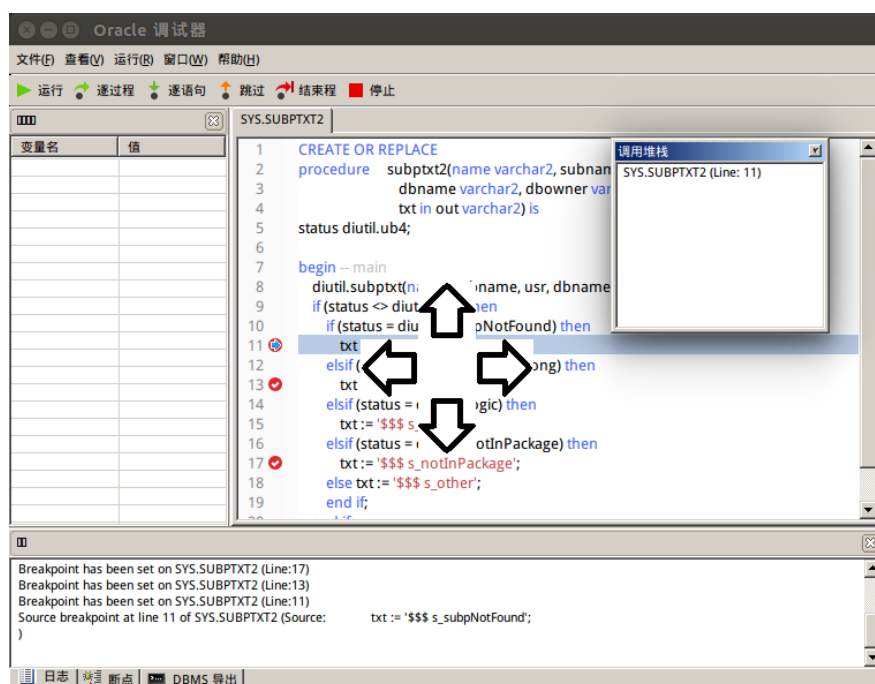 Oracle 调试器
文件(F) 查看(V) 运行(R) 窗口(W) 帮助(H)
运行 逐过程 逐语句 跳过 结束程 停止
SYS.SUBPTXT2
变量名 值
1 CREATE OR REPLACE
2 procedure subptxt2(name varchar2, subnam
3 dbname varchar2, dbowner var
4 txt in out varchar2) is
5 status diutil.ub4;
6
7 begin -- main
8 diutil.subptxt(na name, usr, dbname
9 if (status <> diut hen
10 if (status = diu pNotFound) then
11 txt
12 elsif ( ong) then
13 txt
14 elsif (status = ogic) then
15 txt := '$$$ s_
16 elsif (status = otInPackage) then
17 txt := '$$$ s_notInPackage';
18 else txt := '$$$ s_other';
19 end if;
调用堆栈
SYS.SUBPTXT2 (Line: 11)
Breakpoint has been set on SYS.SUBPTXT2 (Line:17)
Breakpoint has been set on SYS.SUBPTXT2 (Line:13)
Breakpoint has been set on SYS.SUBPTXT2 (Line:11)
Source breakpoint at line 11 of SYS.SUBPTXT2 (Source: txt := '$$$ s_subpNotFound';
)
日志 断点 DBMS 导出